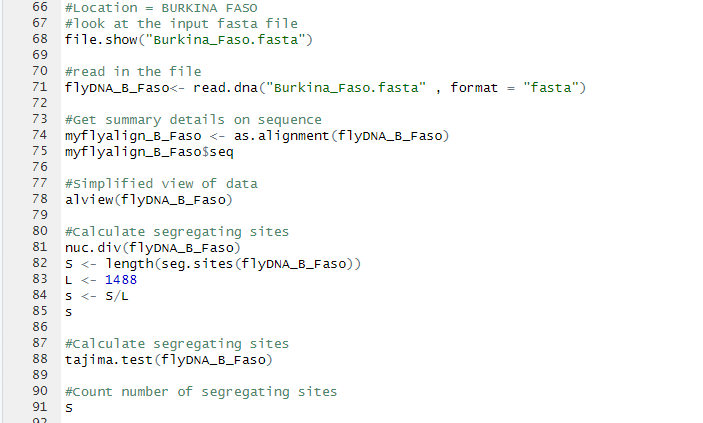 66 #Location = BURKINA FASO
67 #look at the input fasta file
68 file.show("Burkina_Faso.fasta")
69
70 #read in the file
71 flyDNA_B_Faso<- read.dna("Burkina_Faso.fasta" , format = "fasta")
72
73 #Get summary details on sequence
74 myflyalign_B_Faso <- as.alignment(flyDNA_B_Faso)
75 myflyalign_B_Faso$seq
76
77 #Simplified view of data
78 alview(flyDNA_B_Faso)
79
80 #Calculate segregating sites
81 nuc.div(flyDNA_B_Faso)
82 S <- length(seg.sites(flyDNA_B_Faso))
83 L <- 1488
84 s <- S/L
85 s
86
87 #Calculate segregating sites
88 tajima.test(flyDNA_B_Faso)
89
90 #Count number of segregating sites
91 S
92